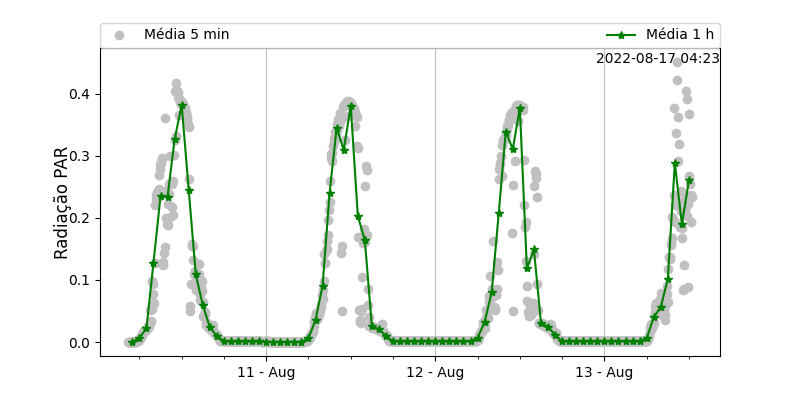 Média 5 min
Média 1 h
2022-08-17 04:23
Radiação PAR
0.4
0.3
0.2
0.1
0.0
11 - Aug
12 - Aug
13 - Aug